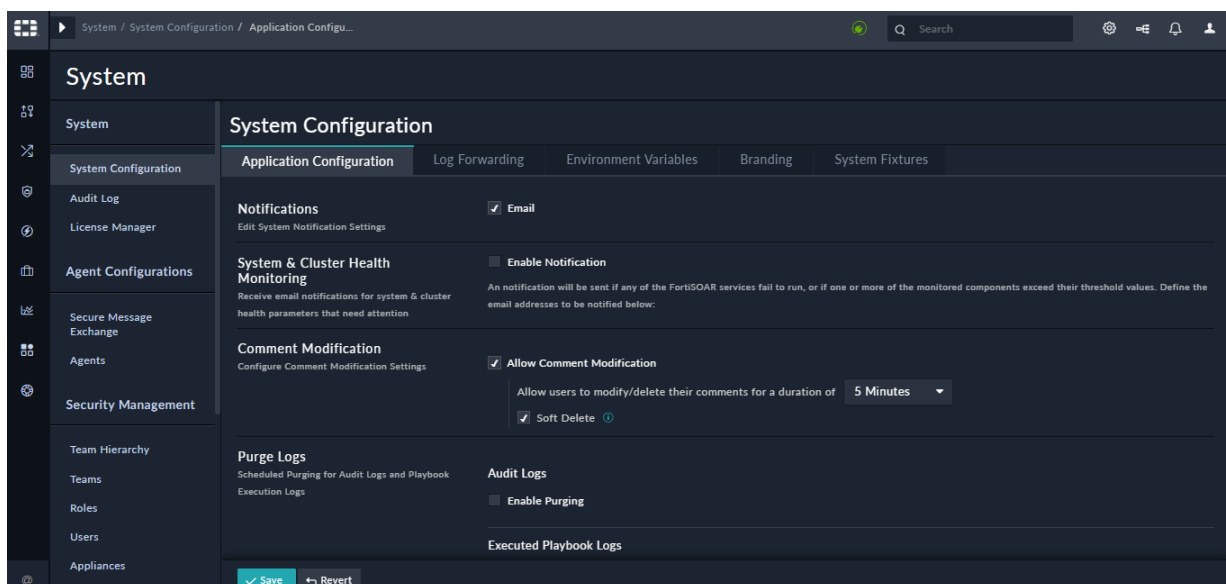 System / System Configuration / Application Configu...
Search
System
System
System Configuration
Audit Log
License Manager
Agent Configurations
Secure Message
Exchange
Agents
Security Management
Team Hierarchy
Teams
Roles
Users
Appliances
@
System Configuration
Application Configuration Log Forwarding Environment Variables Branding System Fixtures
Notifications
Edit System Notification Settings
Email
System & Cluster Health
Monitoring
Receive email notifications for system & cluster
health parameters that need attention
Enable Notification
An notification will be sent if any of the FortiSOAR services fail to run, or if one or more of the monitored components exceed their threshold values. Define the
email addresses to be notified below:
Comment Modification
Configure Comment Modification Settings
Allow Comment Modification
Allow users to modify/delete their comments for a duration of 5 Minutes
Soft Delete
Purge Logs
Scheduled Purging for Audit Logs and Playbook
Execution Logs
Audit Logs
Enable Purging
Executed Playbook Logs
Save Revert